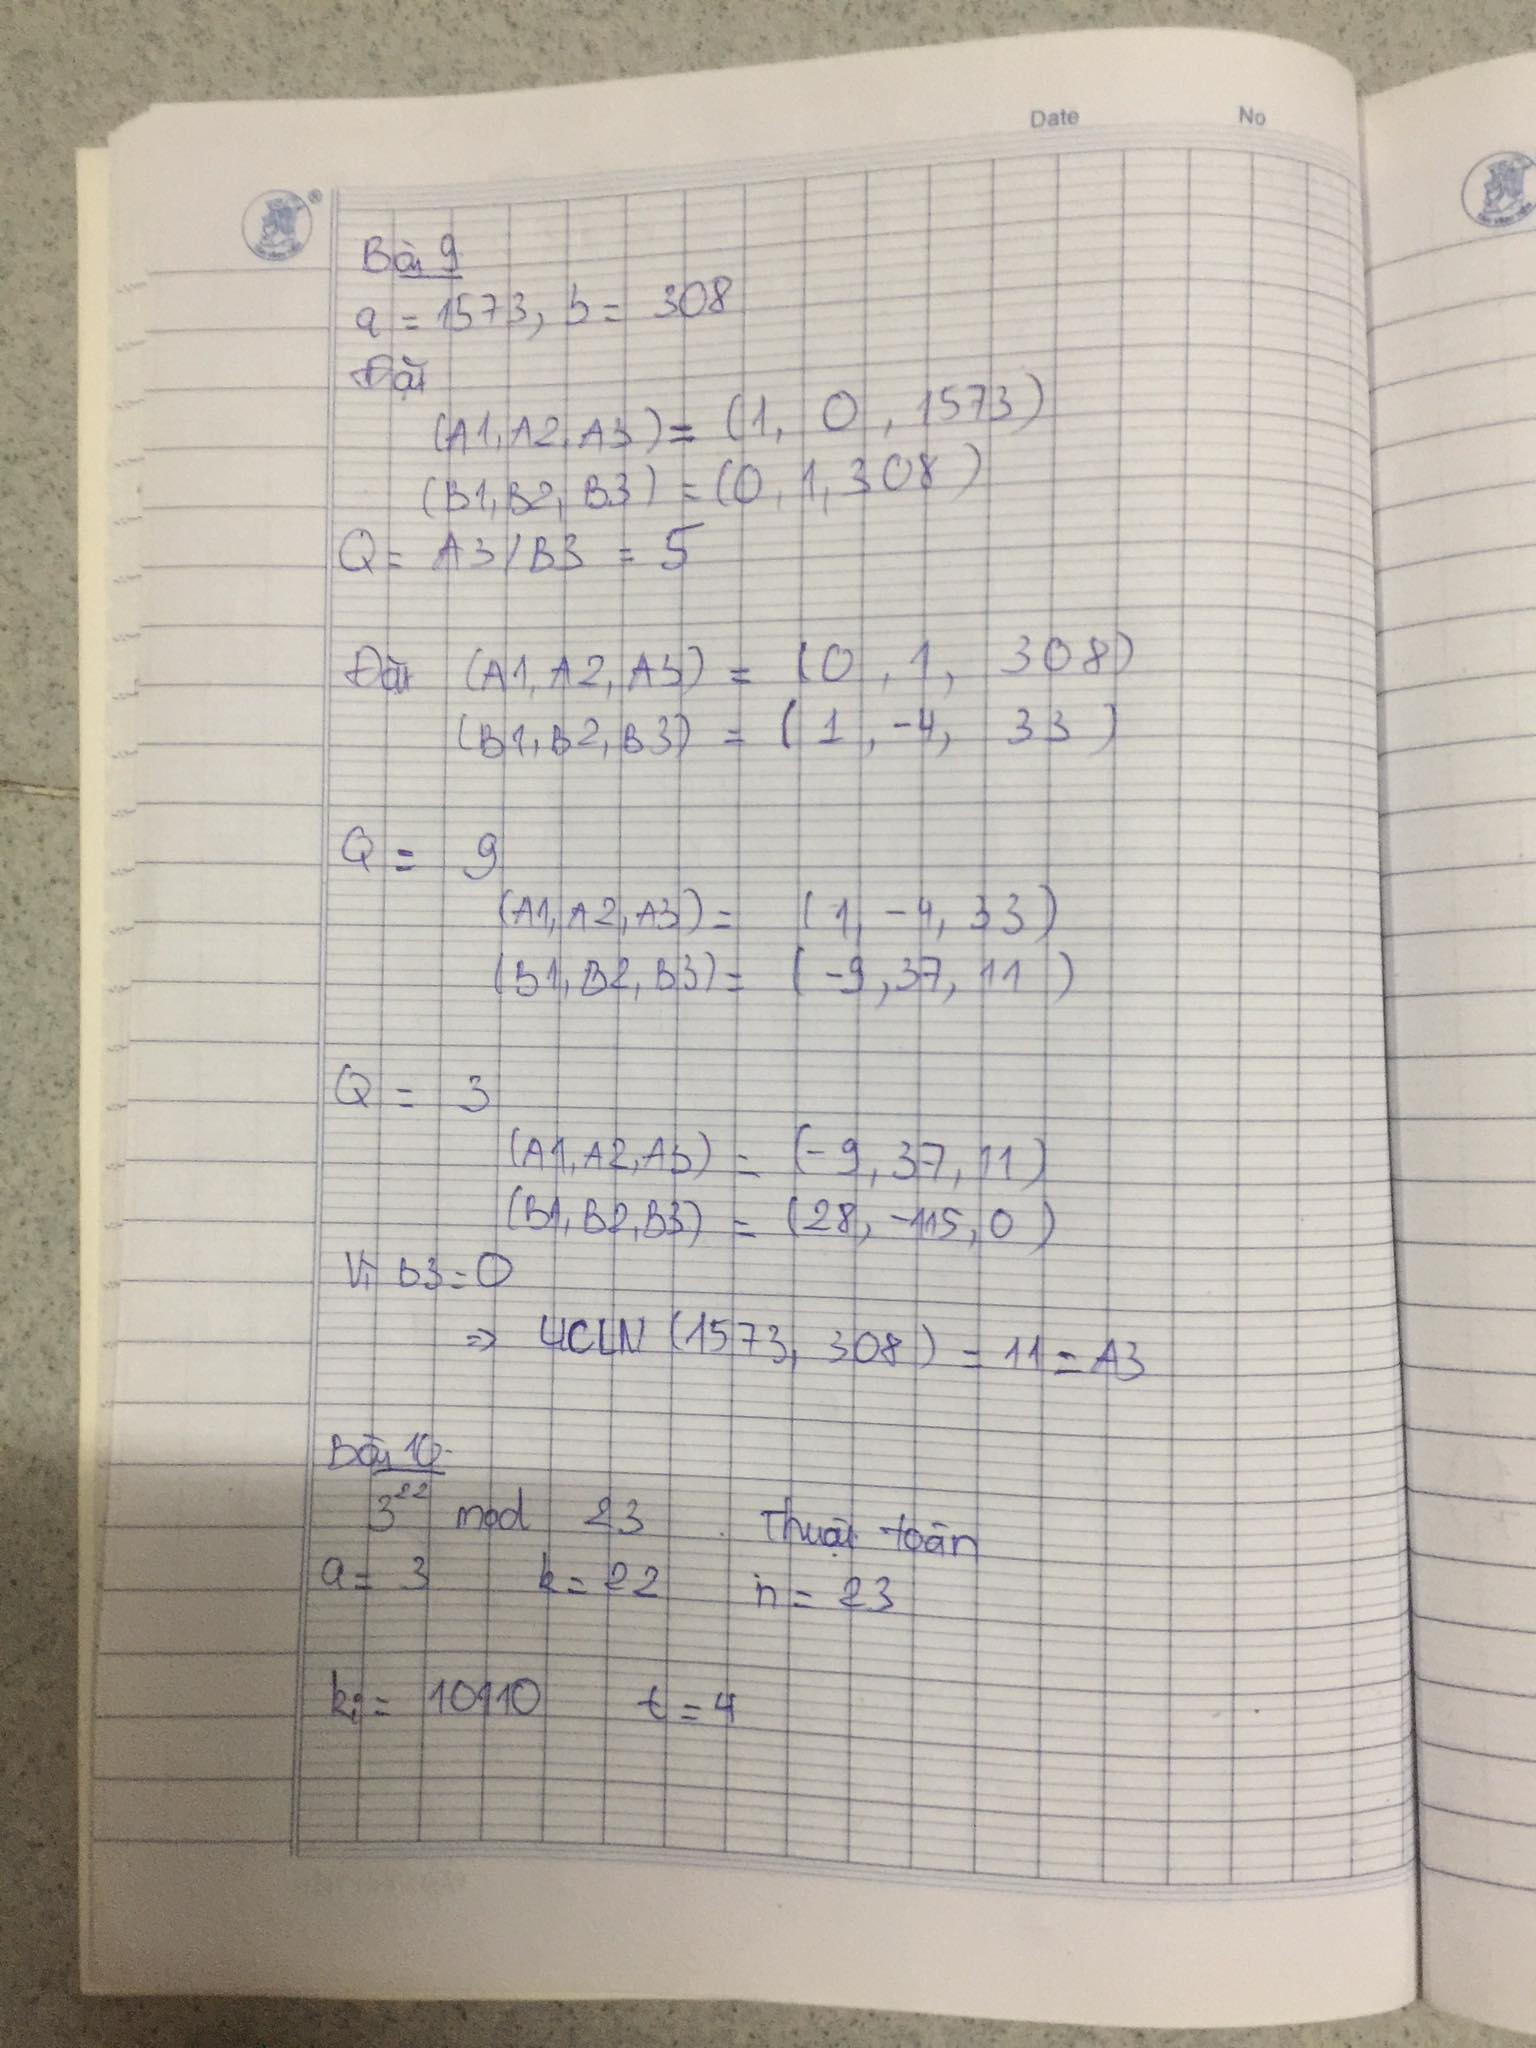 Date No
Bài 9
a = 1573, b = 308
Đặt
(A1, A2, A3) = (1, 0, 1573)
(B1, B2, B3) = (0, 1, 308)
Q = A3/B3 = 5
Đặt (A1, A2, A3) = (0, 1, 308)
(B1, B2, B3) = (1, -4, 33)
Q = 9
(A1, A2, A3) = (1, -4, 33)
(B1, B2, B3) = (-9, 37, 11)
Q = 3
(A1, A2, A3) = (-9, 37, 11)
(B1, B2, B3) = (28, -115, 0)
Vì B3 = 0
=> ƯCLN (1573, 308) = 11 = A3
Bài 10
3²² mod 23 Thuật toán
a = 3 k = 22 n = 23
ki = 10110 t = 4